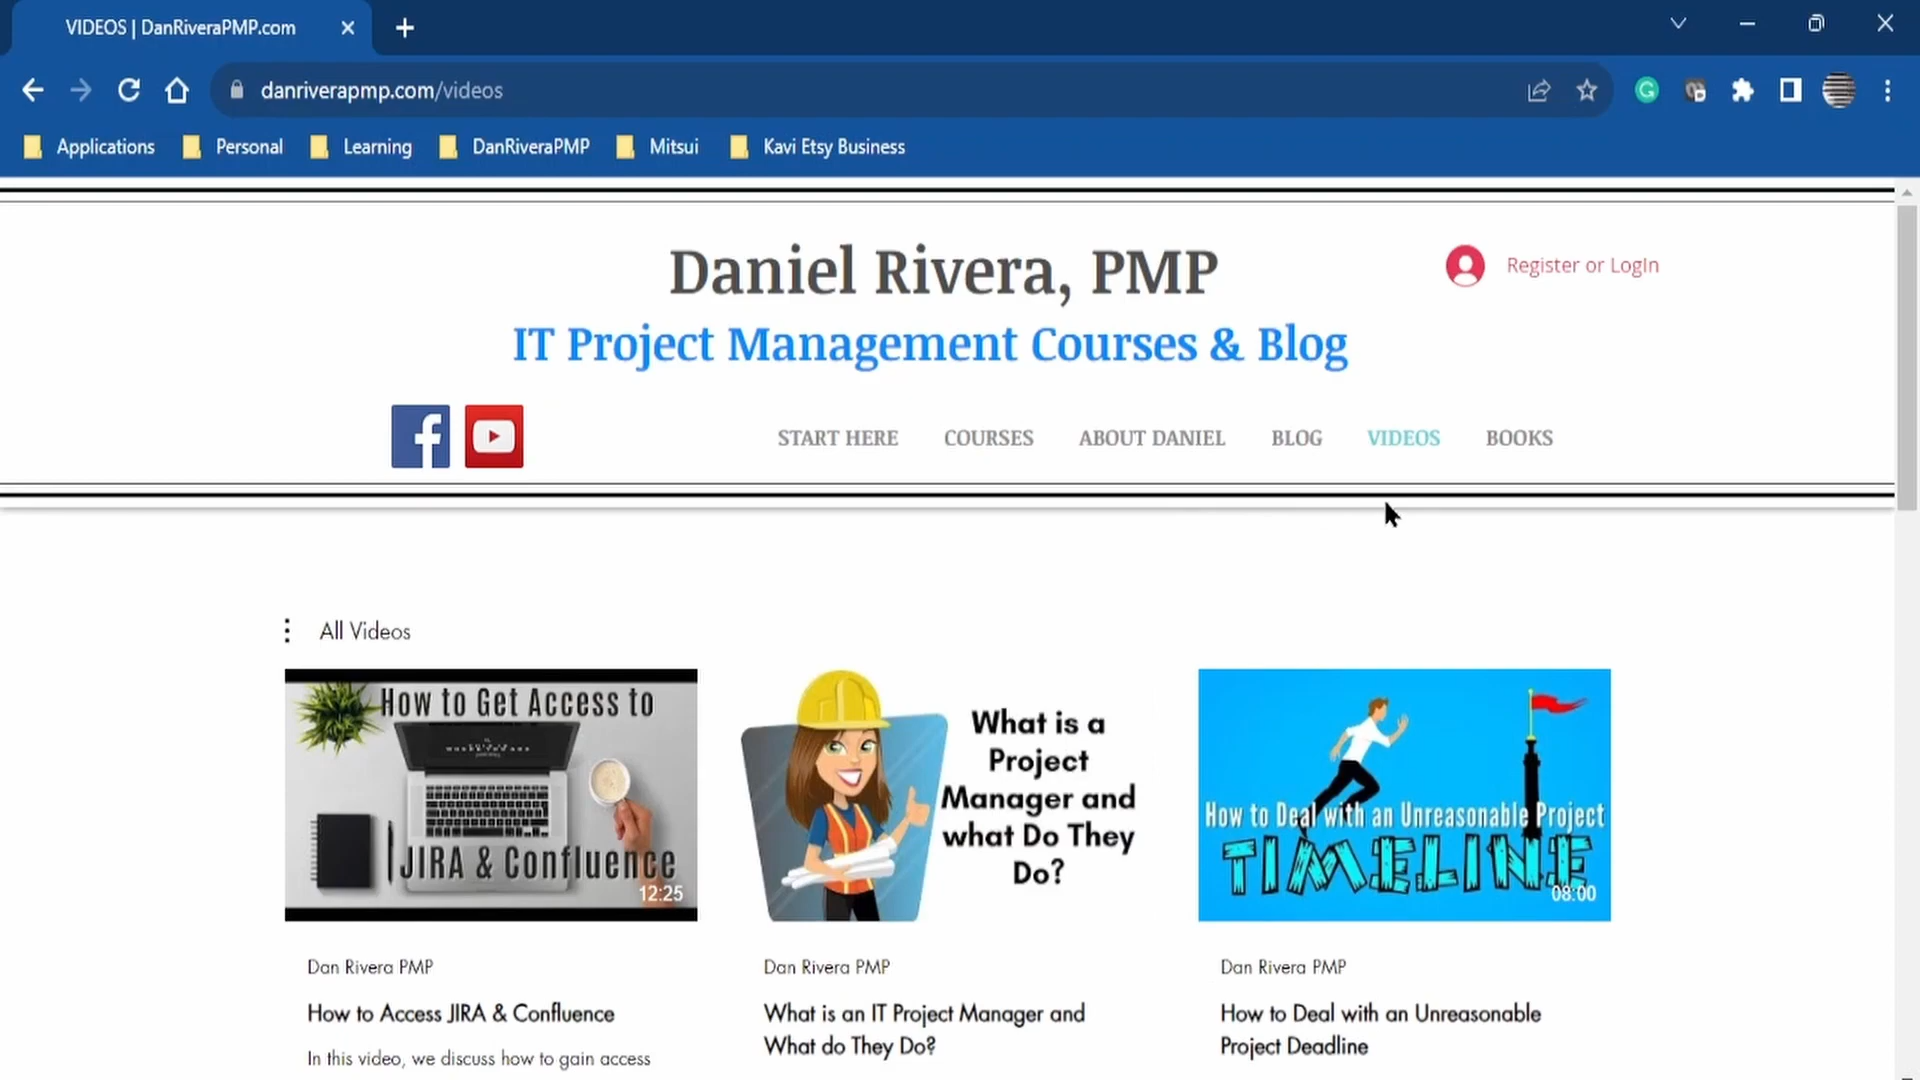 VIDEOS | DanRiveraPMP.com
danriverapmp.com/videos
Applications Personal Learning DanRiveraPMP Mitsui Kavi Etsy Business
Daniel Rivera, PMP
Register or LogIn
IT Project Management Courses & Blog
START HERE COURSES ABOUT DANIEL BLOG VIDEOS BOOKS
All Videos
How to Get Access to
JIRA & Confluence
12:25
What is a
Project
Manager and
what Do They
Do?
How to Deal with an Unreasonable Project
TIMELINE
08:00
Dan Rivera PMP
How to Access JIRA & Confluence
In this video, we discuss how to gain access
Dan Rivera PMP
What is an IT Project Manager and
What do They Do?
Dan Rivera PMP
How to Deal with an Unreasonable
Project Deadline